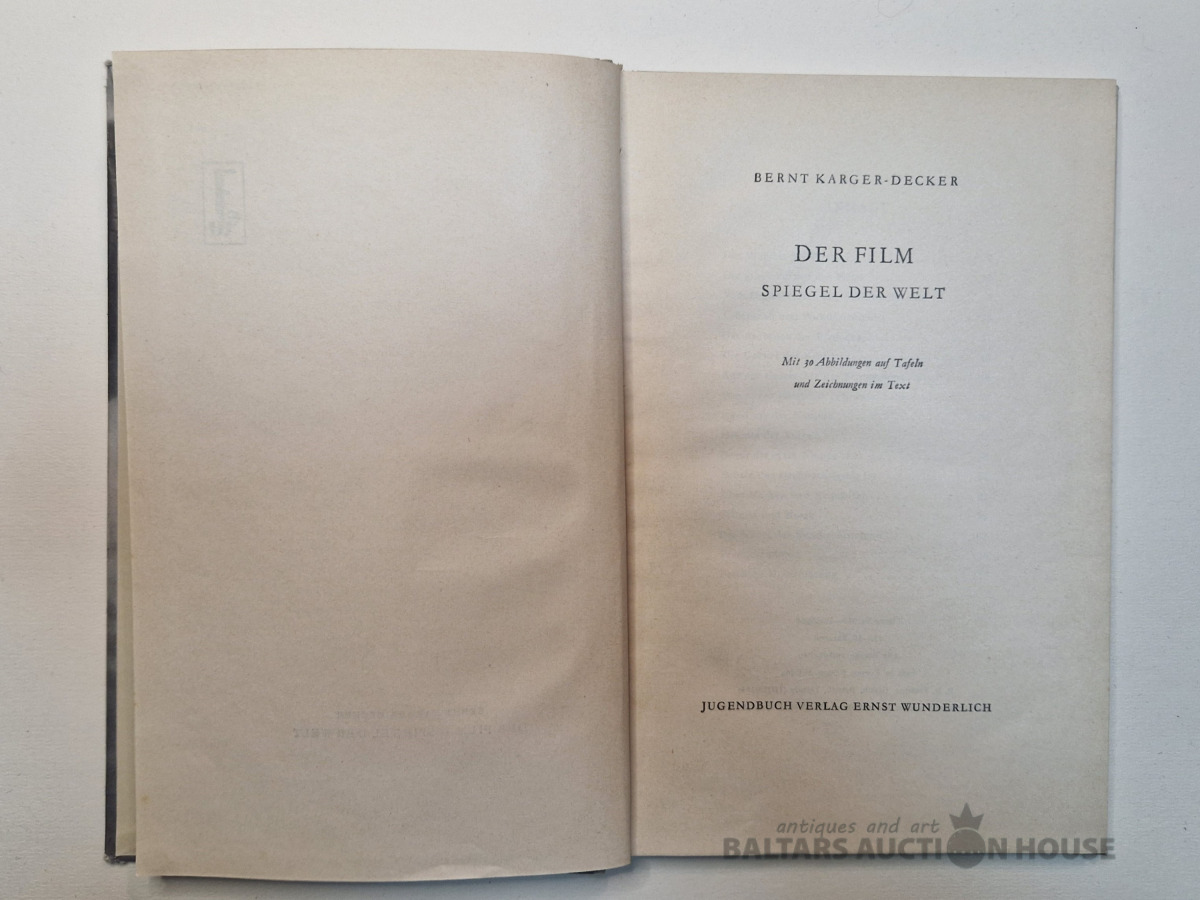 BERNT KARGER-DECKER
DER FILM
SPIEGEL DER WELT
Mit 30 Abbildungen auf Tafeln
und Zeichnungen im Text
JUGENDBUCH VERLAG ERNST WUNDERLICH
antiques and art
BALTARS AUCTION HOUSE